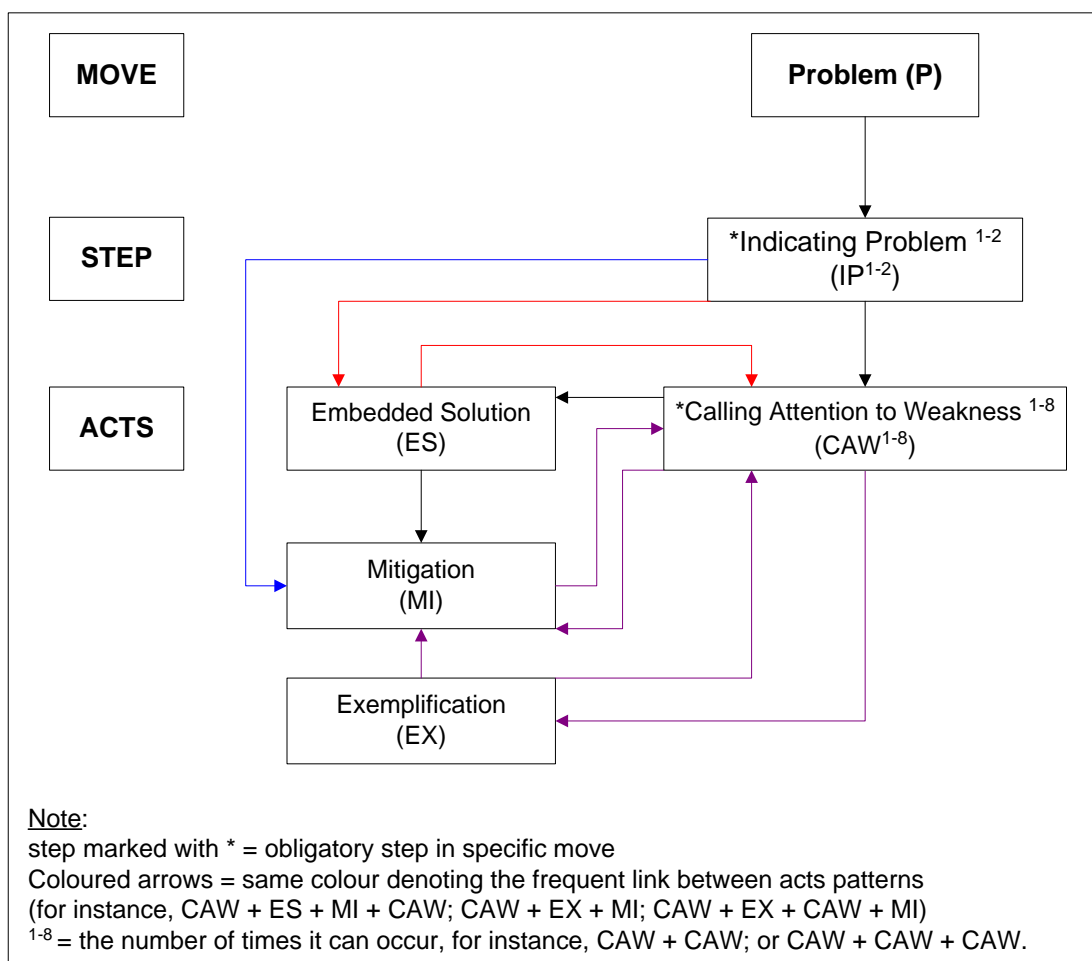 MOVE
Problem (P)
STEP
*Indicating Problem 1-2
(IP1-2)
ACTS
Embedded Solution
(ES)
*Calling Attention to Weakness 1-8
(CAW1-8)
Mitigation
(MI)
Exemplification
(EX)
Note:
step marked with * = obligatory step in specific move
Coloured arrows = same colour denoting the frequent link between acts patterns
(for instance, CAW + ES + MI + CAW; CAW + EX + MI; CAW + EX + CAW + MI)
1-8 = the number of times it can occur, for instance, CAW + CAW; or CAW + CAW + CAW.